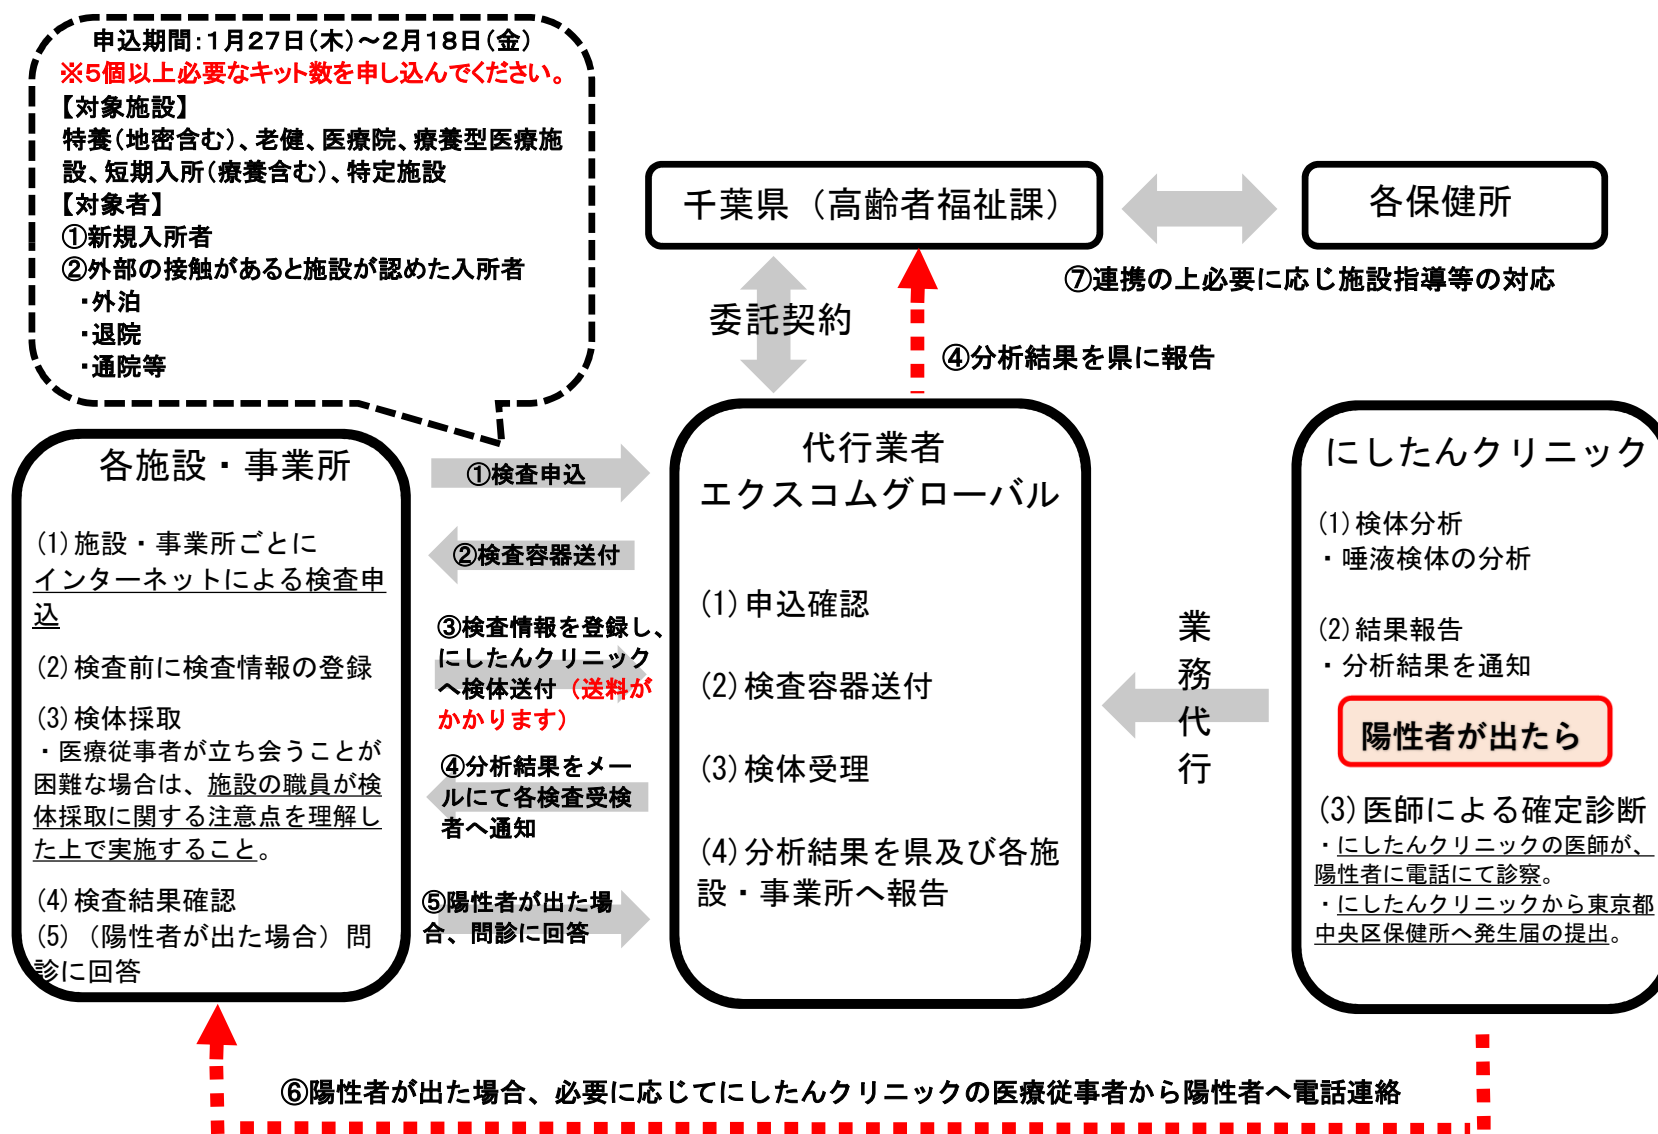 申込期間:1月27日(木)~2月18日(金)
※5個以上必要なキット数を申し込んでください。
【対象施設】
特養(地密含む)、老健、医療院、療養型医療施
設、短期入所(療養含む)、特定施設
【対象者】
①新規入所者
②外部の接触があると施設が認めた入所者
・外泊
・退院
・通院等
千葉県（高齢者福祉課）
各保健所
⑦連携の上必要に応じ施設指導等の対応
委託契約
④分析結果を県に報告
各施設・事業所
(1)施設・事業所ごとに
インターネットによる検査申
込
(2)検査前に検査情報の登録
(3)検体採取
・医療従事者が立ち会うことが
困難な場合は、施設の職員が検
体採取に関する注意点を理解し
た上で実施すること。
(4)検査結果確認
(5)（陽性者が出た場合）問
診に回答
①検査申込
②検査容器送付
③検査情報を登録し、
にしたんクリニック
へ検体送付（送料が
かかります）
④分析結果をメー
ルにて各検査受検
者へ通知
⑤陽性者が出た場
合、問診に回答
代行業者
エクスコムグローバル
(1)申込確認
(2)検査容器送付
(3)検体受理
(4)分析結果を県及び各施
設・事業所へ報告
業
務
代
行
にしたんクリニック
(1)検体分析
・唾液検体の分析
(2)結果報告
・分析結果を通知
陽性者が出たら
(3)医師による確定診断
・にしたんクリニックの医師が、
陽性者に電話にて診察。
・にしたんクリニックから東京都
中央区保健所へ発生届の提出。
⑥陽性者が出た場合、必要に応じてにしたんクリニックの医療従事者から陽性者へ電話連絡